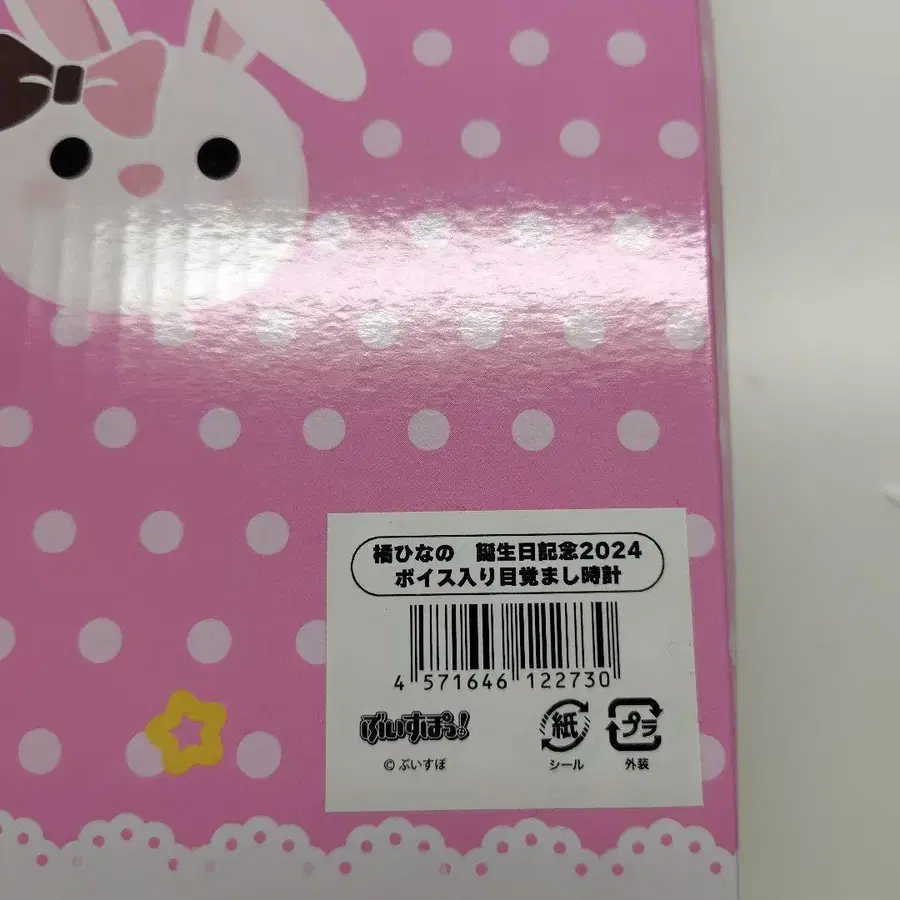 橘ひなの　誕生日記念2024
ボイス入り目覚まし時計
4 571646 122730
ぶいすぽっ!
©ぶいすぽ
紙
シール
プラ
外装